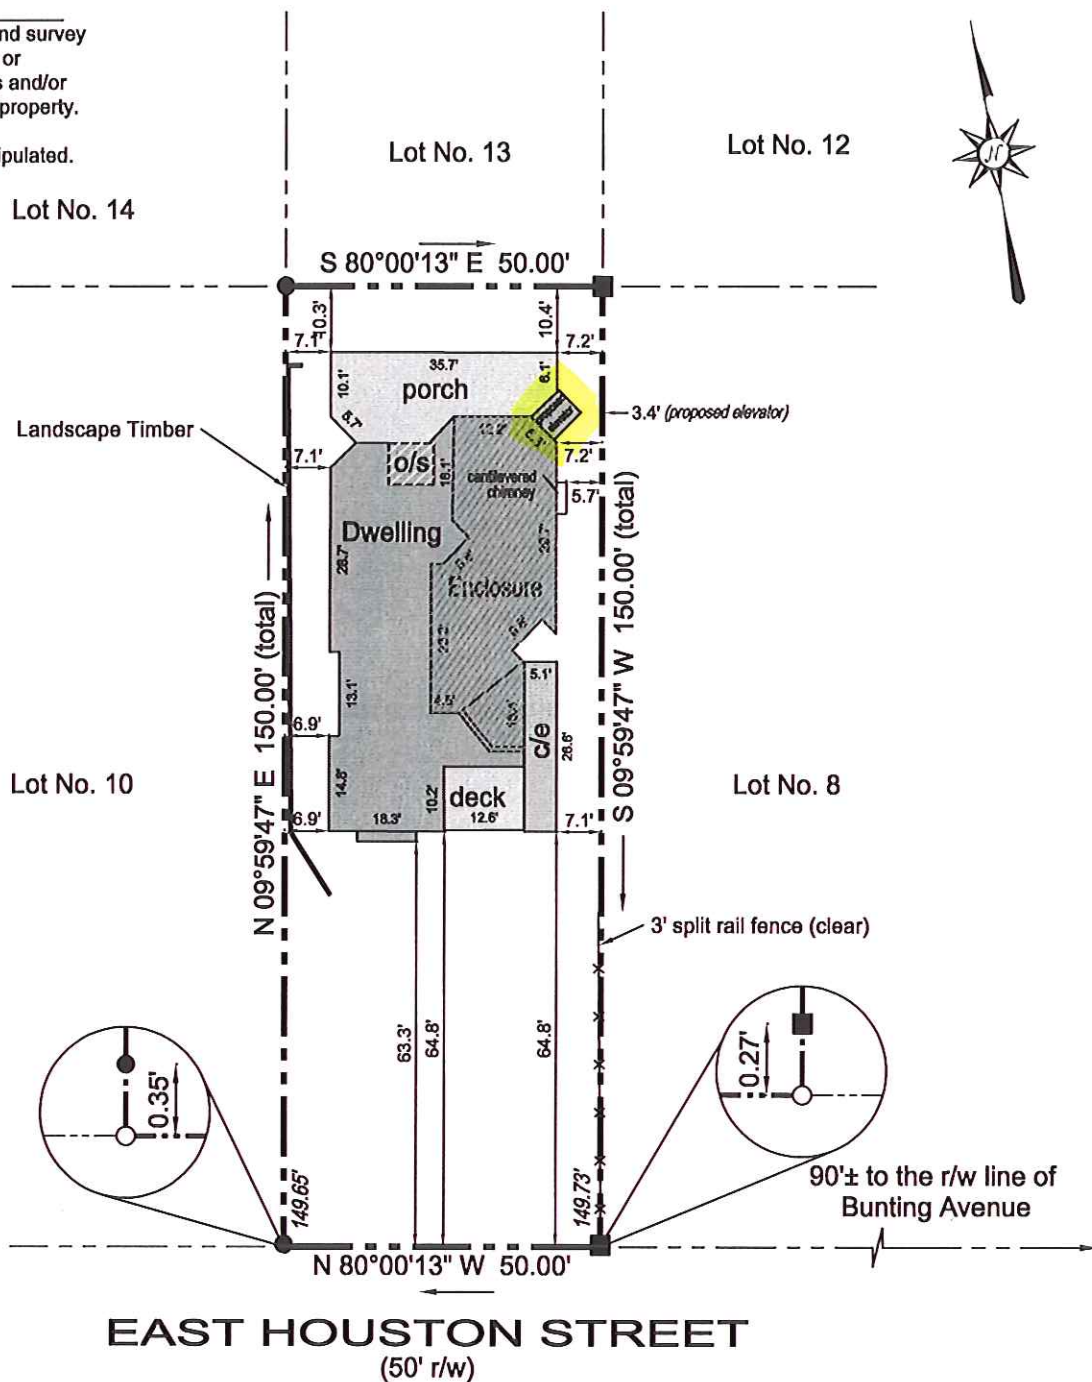 nd survey
or
s and/or
property.
ipulated.
Lot No. 14
Lot No. 13
Lot No. 12
N
S 80°00'13" E 50.00'
10.3'
10.4'
7.1'
7.2'
35.7'
porch
10.1'
6.1'
5.7'
proposed
elevator
3.4' (proposed elevator)
Landscape Timber
7.1'
o/s
16.1'
7.2'
cantilevered
chimney
5.7'
Dwelling
28.7'
Enclosure
N 09°59'47" E 150.00' (total)
S 09°59'47" W 150.00' (total)
13.1'
5.1'
6.9'
c/e
26.6'
Lot No. 10
Lot No. 8
14.8'
10.2'
deck
6.9'
18.3'
12.6'
7.1'
3' split rail fence (clear)
63.3'
64.8'
64.8'
0.35'
0.27'
149.65'
149.73'
90'± to the r/w line of
Bunting Avenue
N 80°00'13" W 50.00'
EAST HOUSTON STREET
(50' r/w)